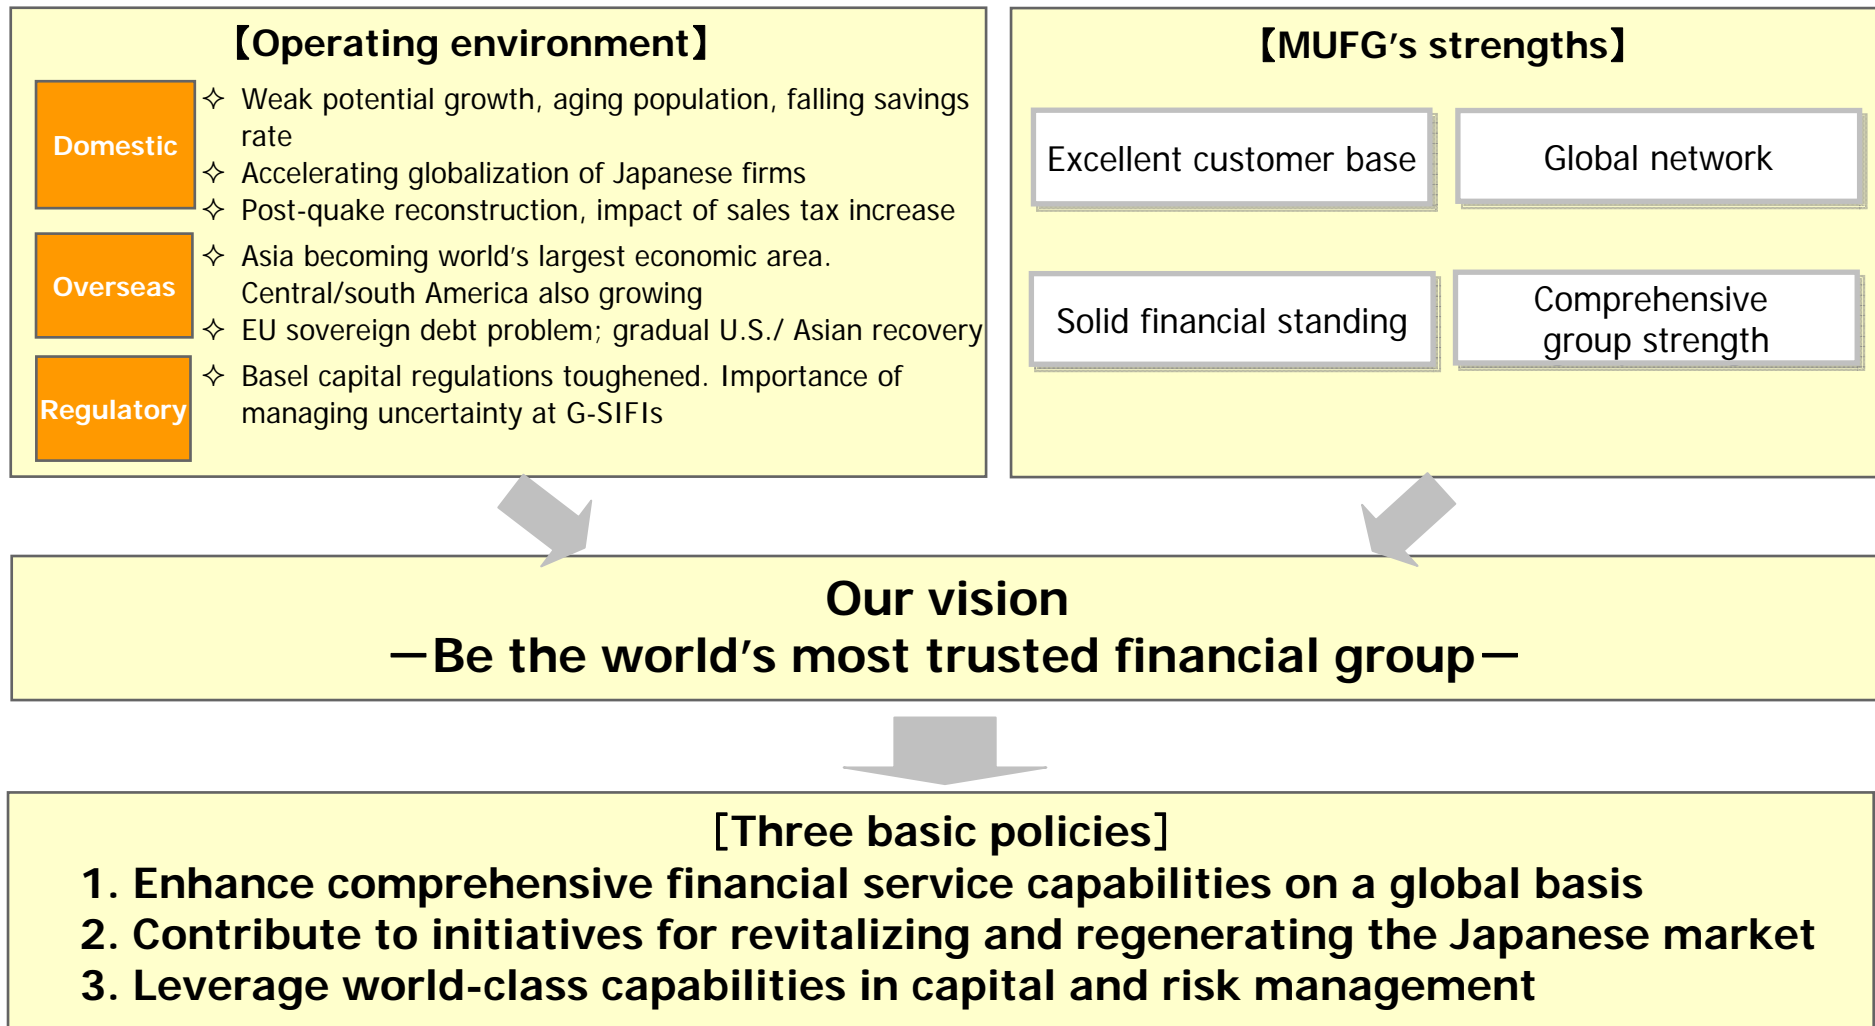 【Operating environment】
Domestic
✧ Weak potential growth, aging population, falling savings
rate
✧ Accelerating globalization of Japanese firms
✧ Post-quake reconstruction, impact of sales tax increase
Overseas
✧ Asia becoming world's largest economic area.
Central/south America also growing
✧ EU sovereign debt problem; gradual U.S./ Asian recovery
Regulatory
✧ Basel capital regulations toughened. Importance of
managing uncertainty at G-SIFIs
【MUFG's strengths】
Excellent customer base
Global network
Solid financial standing
Comprehensive
group strength
Our vision
－Be the world's most trusted financial group－
[Three basic policies]
1. Enhance comprehensive financial service capabilities on a global basis
2. Contribute to initiatives for revitalizing and regenerating the Japanese market
3. Leverage world-class capabilities in capital and risk management